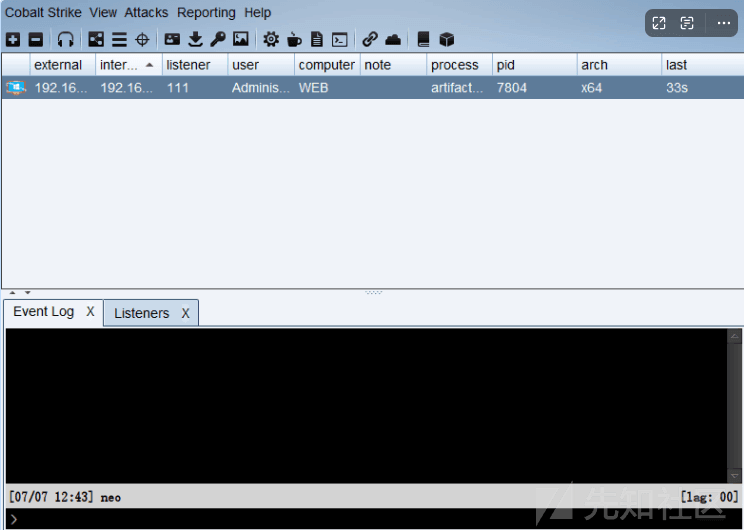 Cobalt Strike View Attacks Reporting Help
external inter... listener user computer note process pid arch last
192.16... 192.16... 111 Adminis... WEB artifact... 7804 x64 33s
Event Log X Listeners X
[07/07 12:43] neo [lag: 00]
先知社区
>